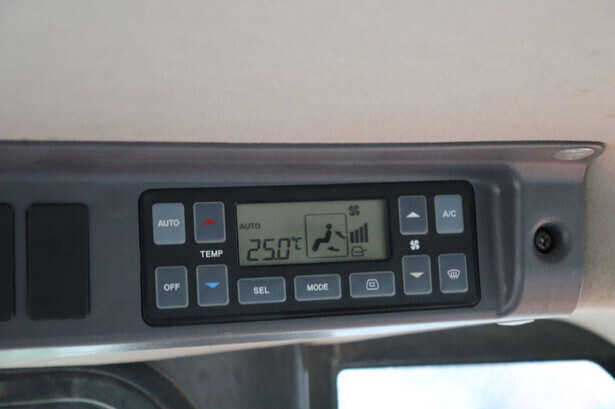 AUTO
A/C
AUTO
TEMP
25.0°C
OFF
SEL
MODE